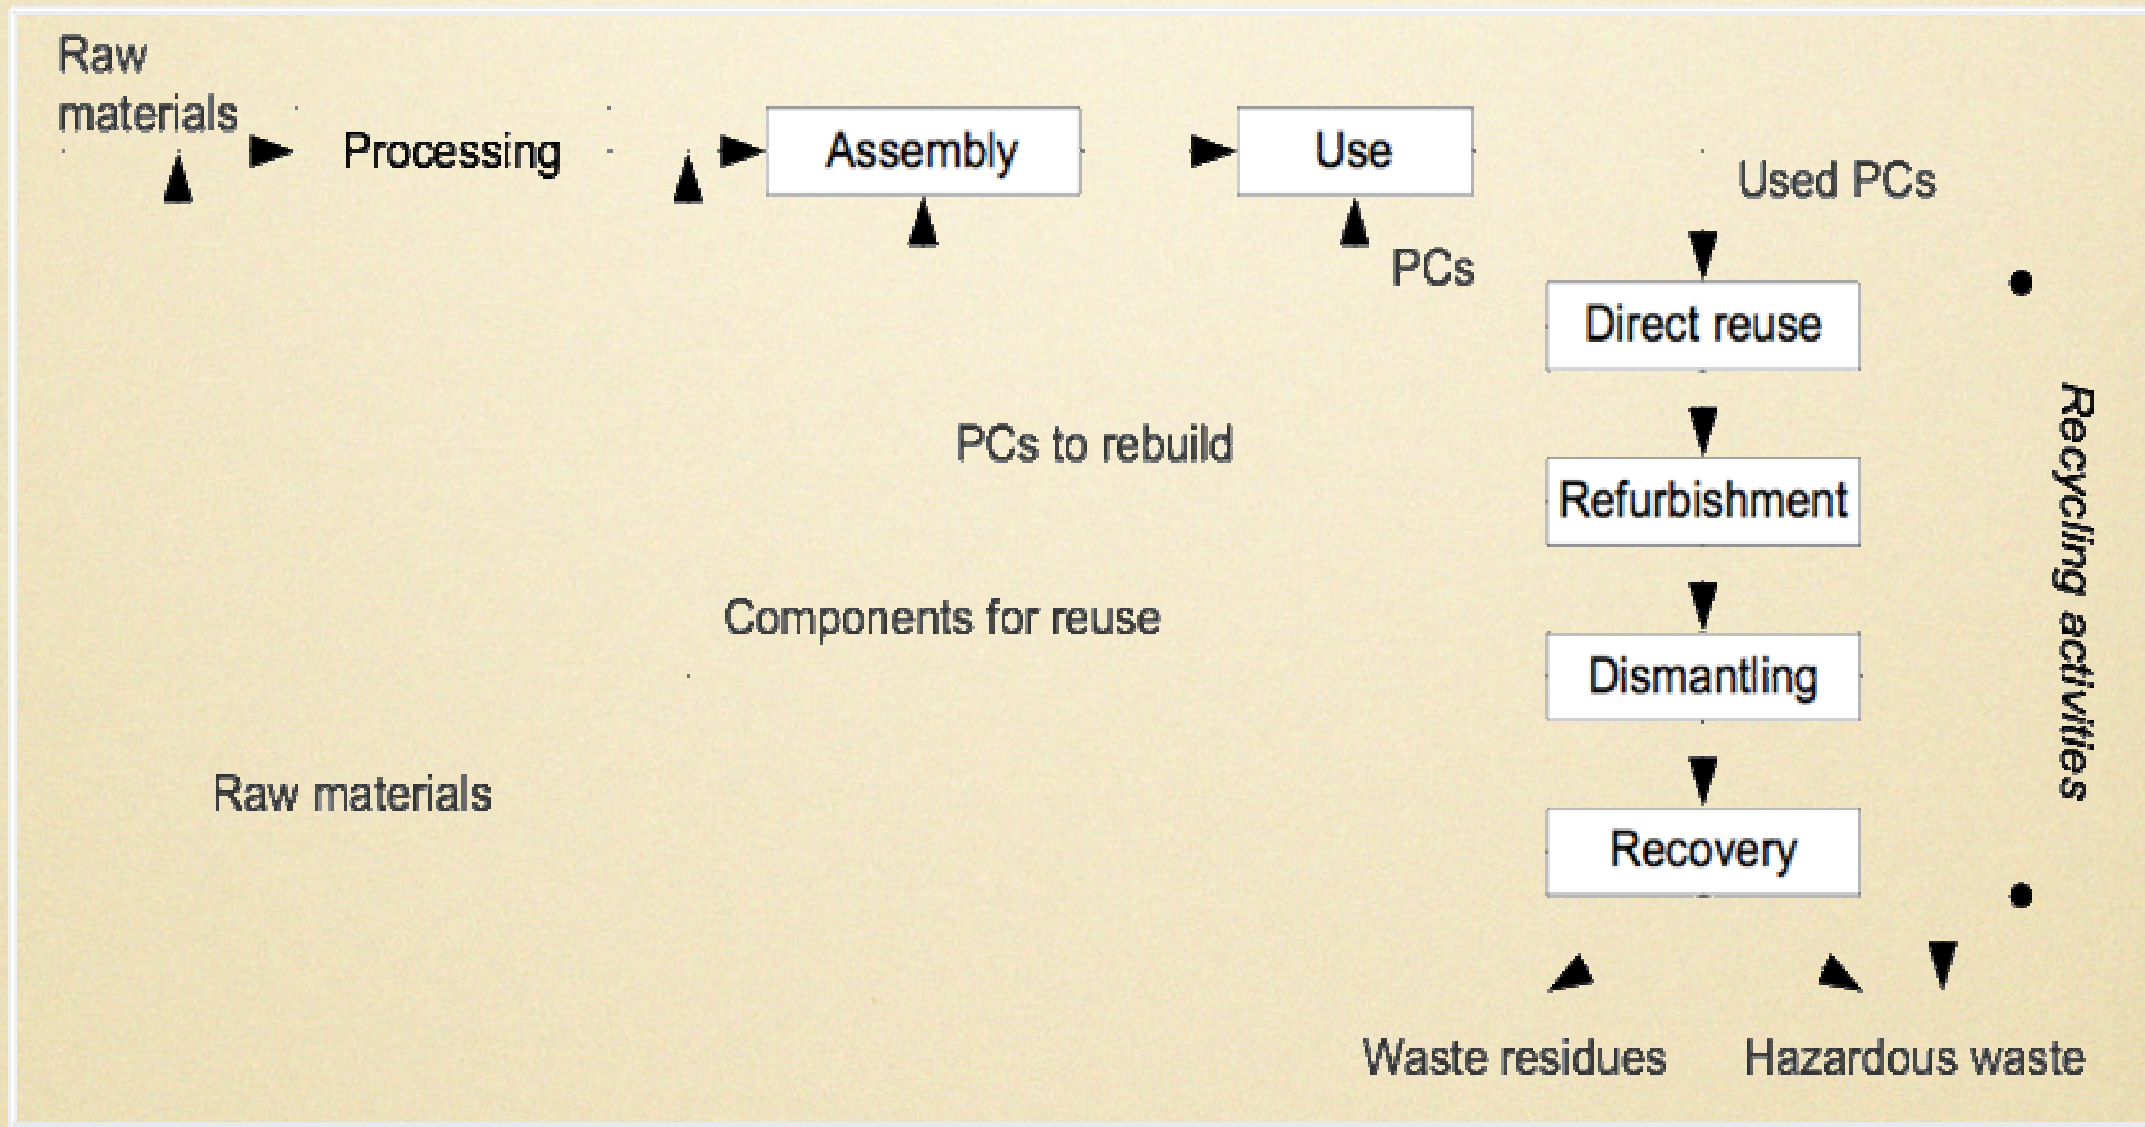 Raw
materials
Processing
Assembly
Use
Used PCs
PCs
Direct reuse
PCs to rebuild
Refurbishment
Components for reuse
Dismantling
Raw materials
Recovery
Recycling activities
Waste residues
Hazardous waste